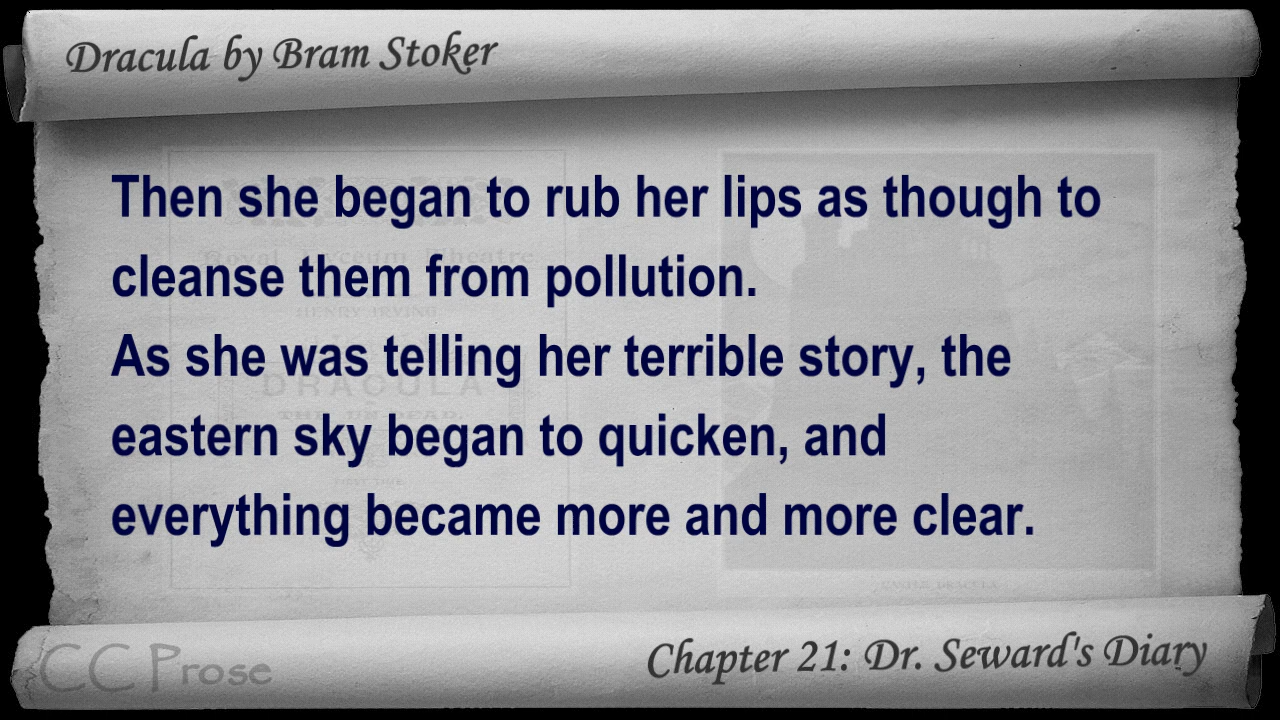 Dracula by Bram Stoker
Then she began to rub her lips as though to
cleanse them from pollution.
As she was telling her terrible story, the
eastern sky began to quicken, and
everything became more and more clear.
CC Prose
Chapter 21: Dr. Seward's Diary